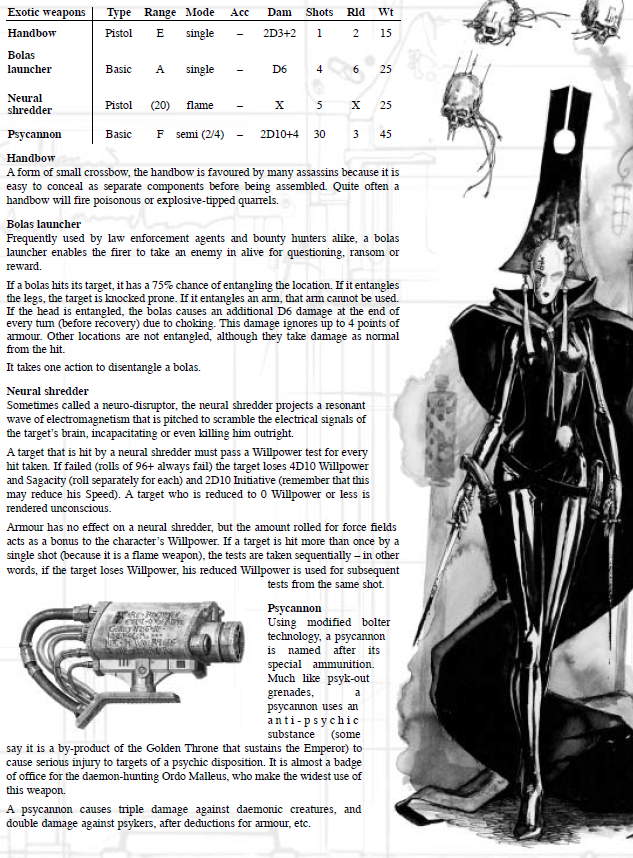 Exotic weapons Type Range Mode Acc Dam Shots Rld Wt
Handbow Pistol E single – 2D3+2 1 2 15
Bolas
launcher Basic A single – D6 4 6 25
Neural
shredder Pistol (20) flame – X 5 X 25
Psycannon Basic F semi (2/4) – 2D10+4 30 3 45
Handbow
A form of small crossbow, the handbow is favoured by many assassins because it is
easy to conceal as separate components before being assembled. Quite often a
handbow will fire poisonous or explosive-tipped quarrels.
Bolas launcher
Frequently used by law enforcement agents and bounty hunters alike, a bolas
launcher enables the firer to take an enemy in alive for questioning, ransom or
reward.
If a bolas hits its target, it has a 75% chance of entangling the location. If it entangles
the legs, the target is knocked prone. If it entangles an arm, that arm cannot be used.
If the head is entangled, the bolas causes an additional D6 damage at the end of
every turn (before recovery) due to choking. This damage ignores up to 4 points of
armour. Other locations are not entangled, although they take damage as normal
from the hit.
It takes one action to disentangle a bolas.
Neural shredder
Sometimes called a neuro-disruptor, the neural shredder projects a resonant
wave of electromagnetism that is pitched to scramble the electrical signals of
the target's brain, incapacitating or even killing him outright.
A target that is hit by a neural shredder must pass a Willpower test for every
hit taken. If failed (rolls of 96+ always fail) the target loses 4D10 Willpower
and Sagacity (roll separately for each) and 2D10 Initiative (remember that this
may reduce his Speed). A target who is reduced to 0 Willpower or less is
rendered unconscious.
Armour has no effect on a neural shredder, but the amount rolled for force fields
acts as a bonus to the character's Willpower. If a target is hit more than once by a
single shot (because it is a flame weapon), the tests are taken sequentially – in other
words, if the target loses Willpower, his reduced Willpower is used for subsequent
tests from the same shot.
Psycannon
Using modified bolter
technology, a psycannon
is named after its
special ammunition.
Much like psyk-out
grenades, a
psycannon uses an
anti-psychic
substance (some
say it is a by-product of the Golden Throne that sustains the Emperor) to
cause serious injury to targets of a psychic disposition. It is almost a badge
of office for the daemon-hunting Ordo Malleus, who make the widest use of
this weapon.
A psycannon causes triple damage against daemonic creatures, and
double damage against psykers, after deductions for armour, etc.